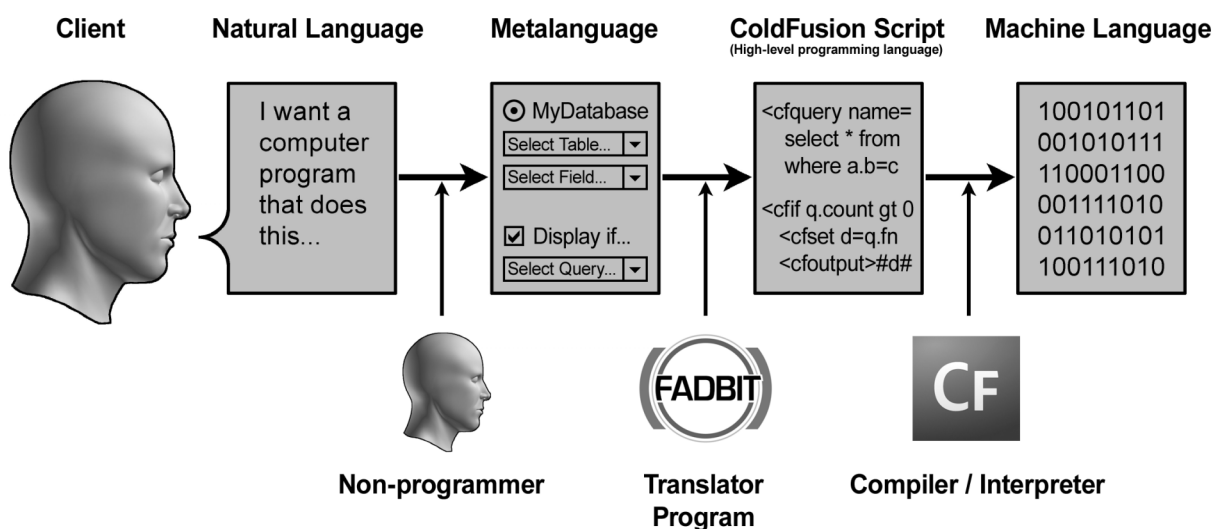 Client
Natural Language
Metalanguage
ColdFusion Script
(High-level programming language)
Machine Language
I want a
computer
program
that does
this...
MyDatabase
Select Table...
Select Field...
Display if...
Select Query...
<cfquery name=
select * from
where a.b=c
<cfif q.count gt 0
<cfset d=q.fn
<cfoutput>#d#
100101101
001010111
110001100
001111010
011010101
100111010
FADBIT
CF
Non-programmer
Translator
Program
Compiler / Interpreter